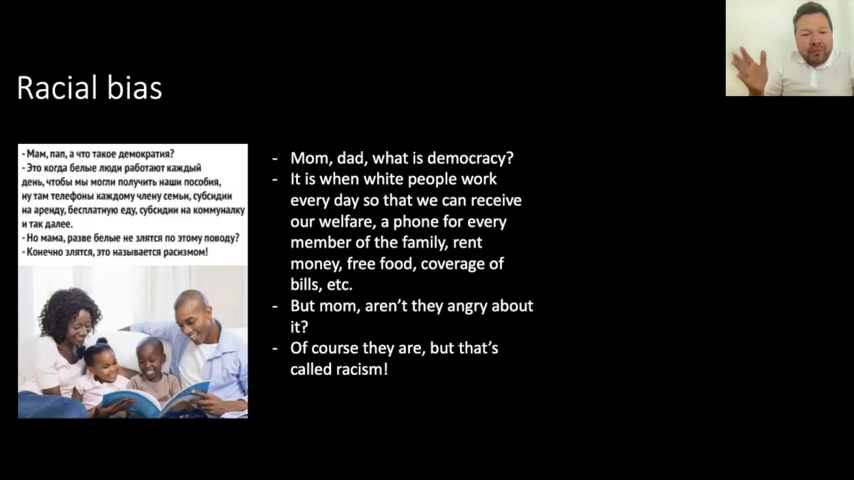 Racial bias
- Мам, пап, а что такое демократия?
- Это когда белые люди работают каждый
день, чтобы мы могли получить наши пособия,
ну там телефоны каждому члену семьи, субсидии
на аренду, бесплатную еду, субсидии на коммуналку
и так далее.
- Но мама, разве белые не злятся по этому поводу?
- Конечно злятся, это называется расизмом!
- Mom, dad, what is democracy?
- It is when white people work
every day so that we can receive
our welfare, a phone for every
member of the family, rent
money, free food, coverage of
bills, etc.
- But mom, aren’t they angry about
it?
- Of course they are, but that’s
called racism!